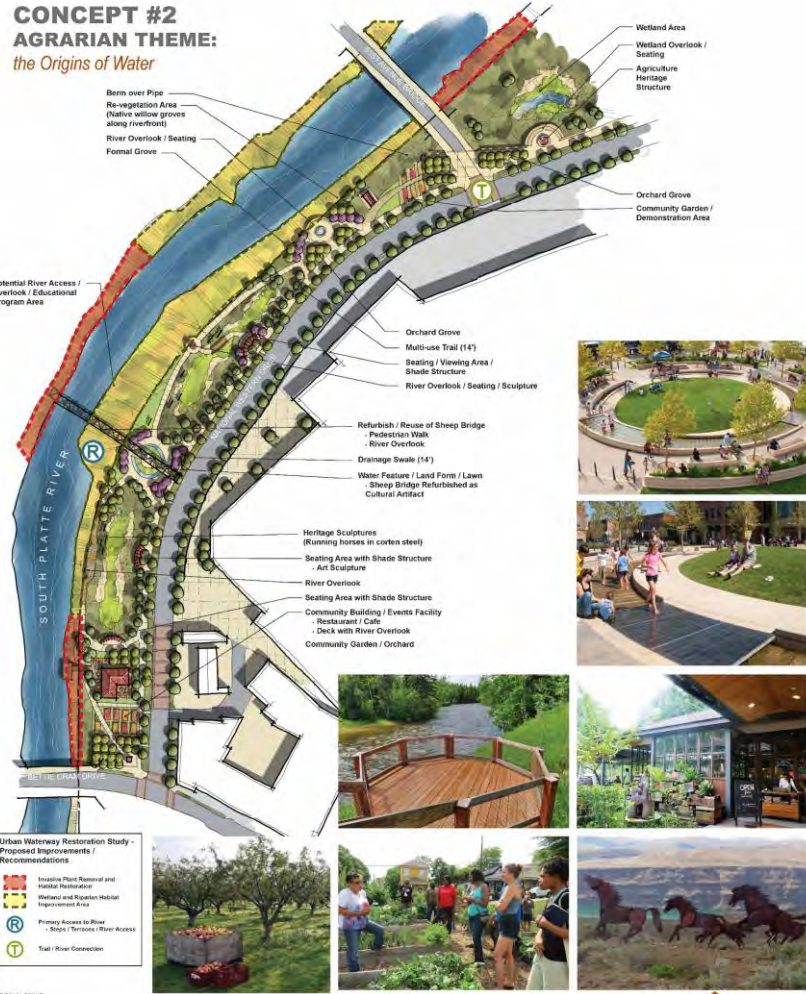 CONCEPT #2
AGRARIAN THEME:
the Origins of Water
Berm over Pipe
Re-vegetation Area
(Native willow groves
along riverfront)
River Overlook / Seating
Formal Grove
Wetland Area
Wetland Overlook /
Seating
Agriculture
Heritage
Structure
Orchard Grove
Community Garden /
Demonstration Area
T
Potential River Access /
Overlook / Educational
Program Area
Orchard Grove
Multi-use Trail (14')
Seating / Viewing Area /
Shade Structure
River Overlook / Seating / Sculpture
Refurbish / Reuse of Sheep Bridge
- Pedestrian Walk
- River Overlook
Drainage Swale (14')
Water Feature / Land Form / Lawn
- Sheep Bridge Refurbished as
Cultural Artifact
R
SOUTH PLATTE RIVER
Heritage Sculptures
(Running horses in corten steel)
Seating Area with Shade Structure
- Art Sculpture
River Overlook
Seating Area with Shade Structure
Community Building / Events Facility
- Restaurant / Cafe
- Deck with River Overlook
Community Garden / Orchard
BETTIE CRAM DRIVE
Urban Waterway Restoration Study -
Proposed Improvements /
Recommendations
Invasive Plant Removal and
Habitat Restoration
Wetland and Riparian Habitat
Improvement Area
R
Primary Access to River
- Steps / Terraces / River Access
T
Trail / River Connection
OPEN